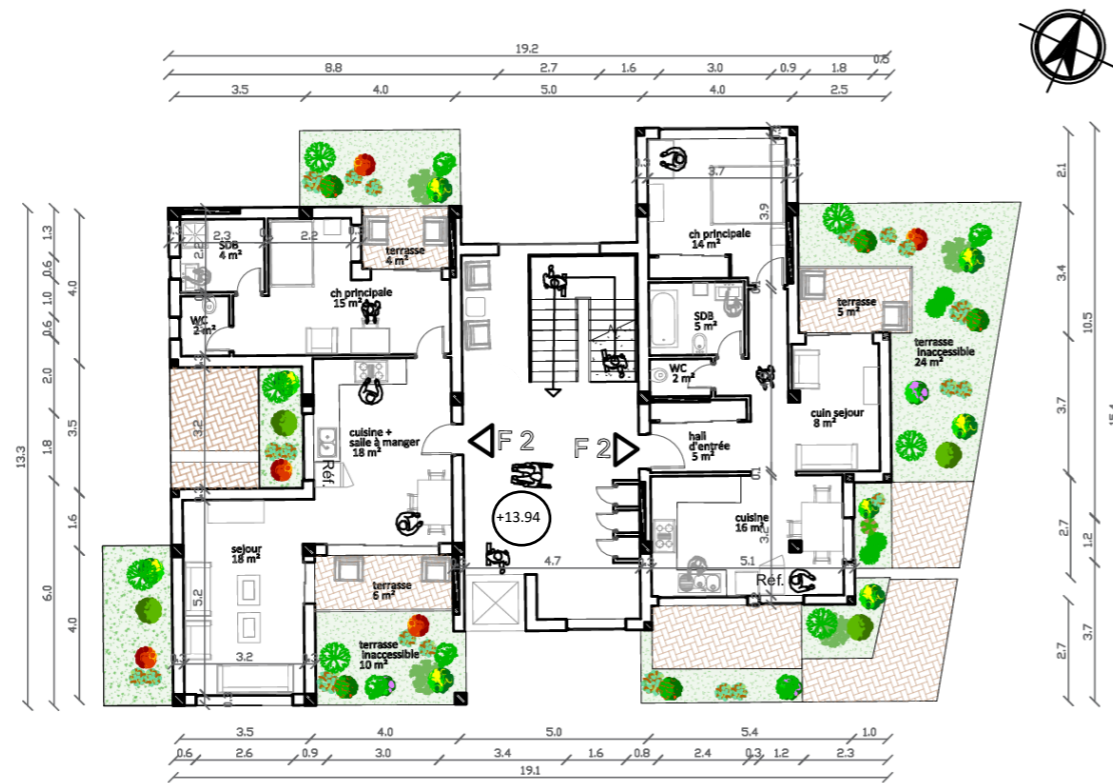 19.2
0.5
8.8
2.7
1.6
3.0
0.9
1.8
3.5
4.0
5.0
4.0
2.5
2.1
3.4
10.5
15.4
3.7
2.7
1.2
3.7
2.7
13.3
1.3
0.6
1.0
0.6
2.0
1.8
1.6
6.0
4.0
3.5
4.0
SDB
4 m²
2.3
2.2
2.2
terrasse
4 m²
ch principale
15 m²
WC
2 m²
3.2
cuisine +
salle à manger
18 m²
Réf.
sejour
18 m²
5.2
3.2
terrasse
6 m²
terrasse
inaccessible
10 m²
F 2
F 2
+13.94
4.7
3.7
3.9
ch principale
14 m²
SDB
5 m²
WC
2 m²
hall
d'entrée
5 m²
terrasse
5 m²
terrasse
inaccessible
24 m²
cuin sejour
8 m²
cuisine
16 m²
3.2
5.1
Réf.
3.5
4.0
5.0
5.4
1.0
0.6
2.6
0.9
3.0
3.4
1.6
0.8
2.4
0.3
1.2
2.3
19.1